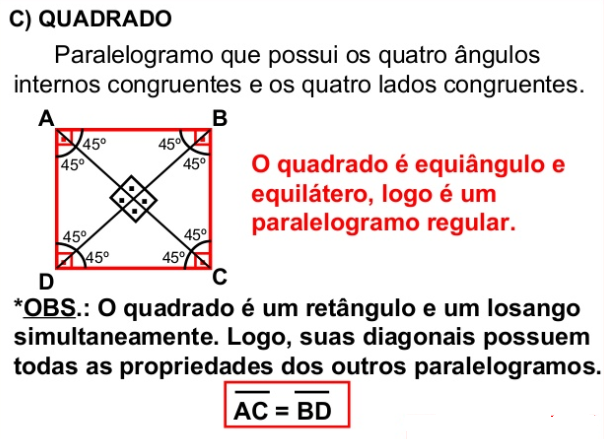 C) QUADRADO
Paralelogramo que possui os quatro ângulos
internos congruentes e os quatro lados congruentes.
A B
45º 45º
45º 45º
O quadrado é equiângulo e
equilátero, logo é um
paralelogramo regular.
45º 45º
45º 45º
D C
*OBS.: O quadrado é um retângulo e um losango
simultaneamente. Logo, suas diagonais possuem
todas as propriedades dos outros paralelogramos.
AC = BD